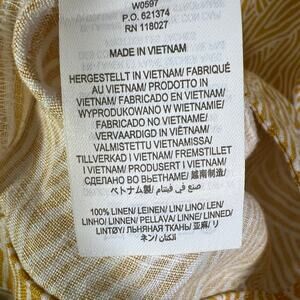 W0597
P.O. 621374
RN 118027
MADE IN VIETNAM
HERGESTELLT IN VIETNAM/ FABRIQUÉ
AU VIETNAM/ PRODOTTO IN
VIETNAM/ FABRICADO EN VIETNAM/
WYPRODUKOWANO W WIETNAMIE/
FABRICADO NO VIETNAME/
VERVAARDIGD IN VIËTNAM/
VALMISTETTU VIETNAMISSA/
TILLVERKAD I VIETNAM/ FREMSTILLET
I VIETNAM/ PRODUSERT I VIETNAM/
СДЕЛАНО ВО ВЬЕТНАМЕ/ 越南制造/
ベトナム製/ صنع في فيتنام
100% LINEN/ LEINEN/ LIN/ LINO/ LEN/
LINHO/ LINNEN/ PELLAVA/ LINNE/ LINNED/
LINTØY/ ЛЬНЯНАЯ ТКАНЬ/ 亚麻/ リ
ネン/ الكتان